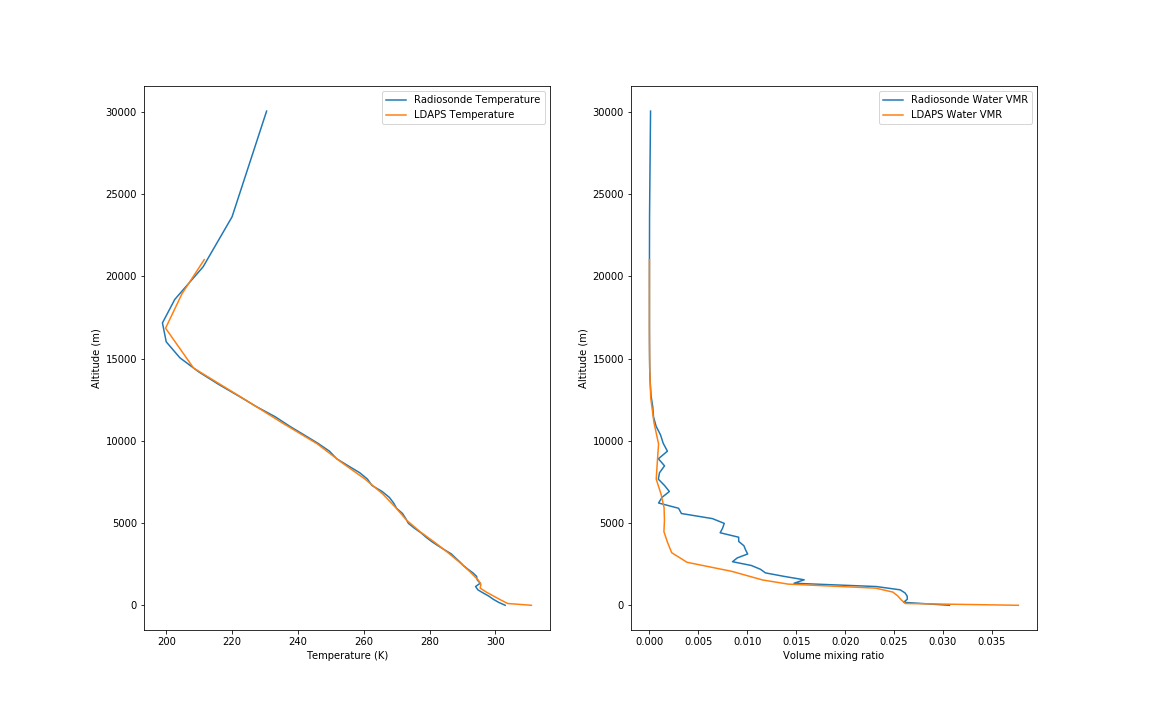 Radiosonde Temperature
LDAPS Temperature
30000
25000
20000
15000
10000
5000
0
Altitude (m)
200 220 240 260 280 300
Temperature (K)
Radiosonde Water VMR
LDAPS Water VMR
30000
25000
20000
15000
10000
5000
0
Altitude (m)
0.000 0.005 0.010 0.015 0.020 0.025 0.030 0.035
Volume mixing ratio